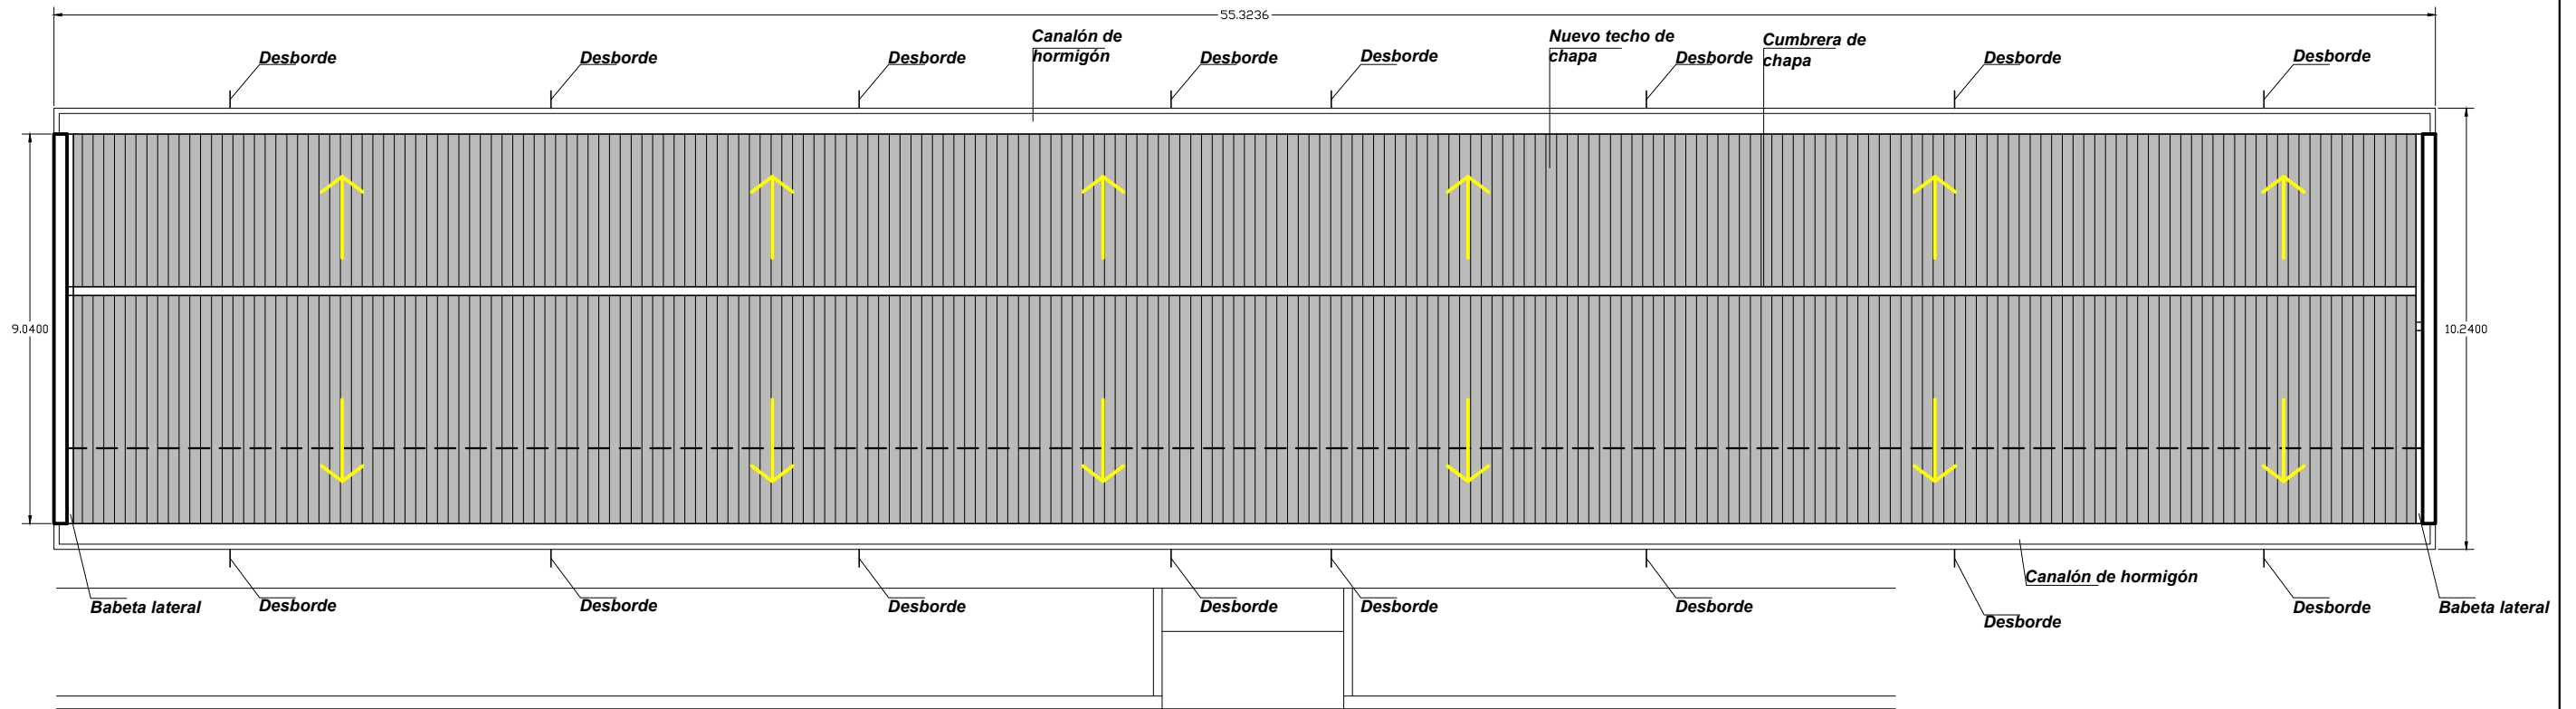 55.3236
Desborde
Desborde
Desborde
Canalón de
hormigón
Desborde
Desborde
Nuevo techo de
chapa
Desborde
Cumbrera de
chapa
Desborde
Desborde
9.0400
10.2400
Babeta lateral
Desborde
Desborde
Desborde
Desborde
Desborde
Desborde
Desborde
Canalón de hormigón
Desborde
Babeta lateral